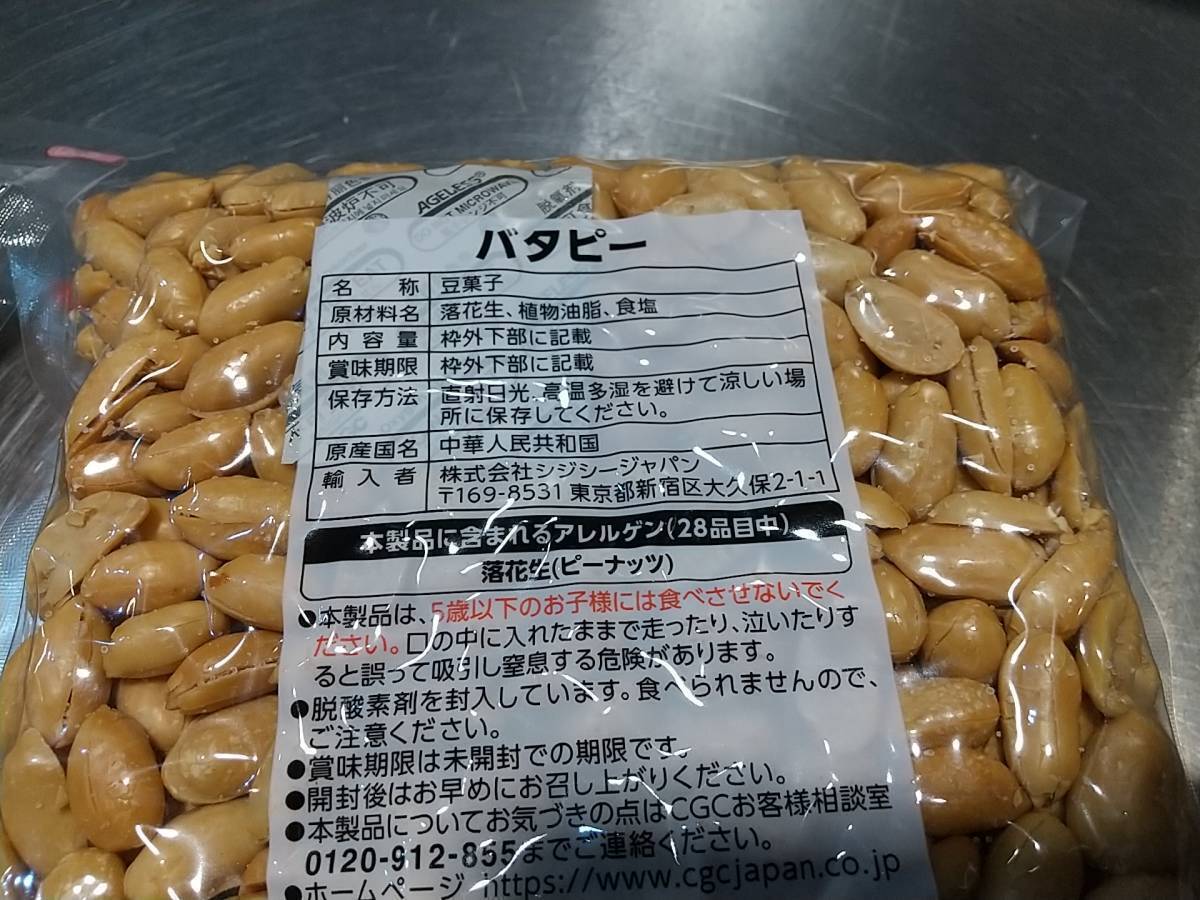 波炉不可
AGELESS®
MICROWAV
脱酸素
バタピー
名称 豆菓子
原材料名 落花生、植物油脂、食塩
内容量 枠外下部に記載
賞味期限 枠外下部に記載
保存方法 直射日光、高温多湿を避けて涼しい場
所に保存してください。
原産国名 中華人民共和国
輸入者 株式会社シジシージャパン
〒169-8531 東京都新宿区大久保2-1-1
本製品に含まれるアレルゲン(28品目中)
落花生(ピーナッツ)
●本製品は、5歳以下のお子様には食べさせないでく
ださい。口の中に入れたままで走ったり、泣いたりす
ると誤って吸引し窒息する危険があります。
●脱酸素剤を封入しています。食べられませんので、
ご注意ください。
●賞味期限は未開封での期限です。
●開封後はお早めにお召し上がりください。
●本製品についてお気づきの点はCGCお客様相談室
0120-912-855までご連絡ください。
●ホームページ https://www.cgcjapan.co.jp